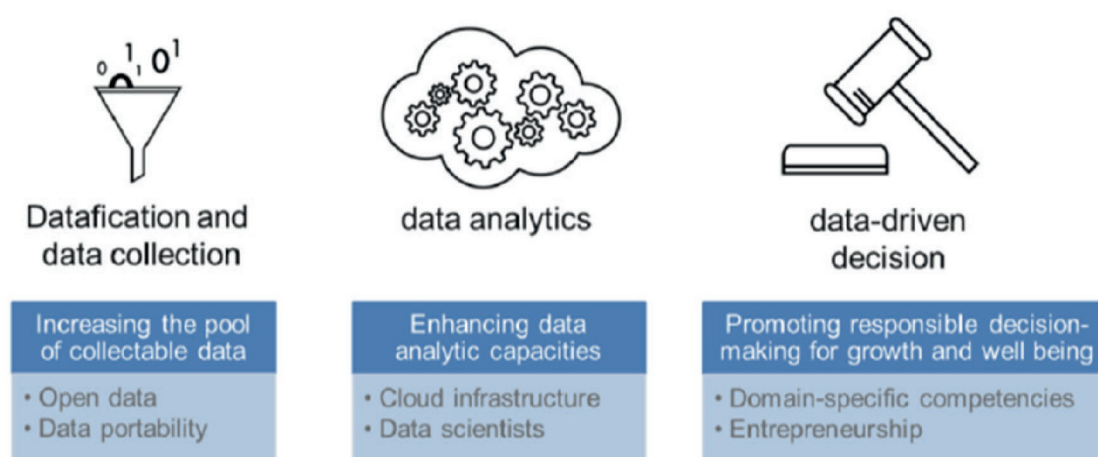 0 1 1 0 1
Datafication and
data collection
data analytics
data-driven
decision
Increasing the pool
of collectable data
• Open data
• Data portability
Enhancing data
analytic capacities
• Cloud infrastructure
• Data scientists
Promoting responsible decision-
making for growth and well being
• Domain-specific competencies
• Entrepreneurship